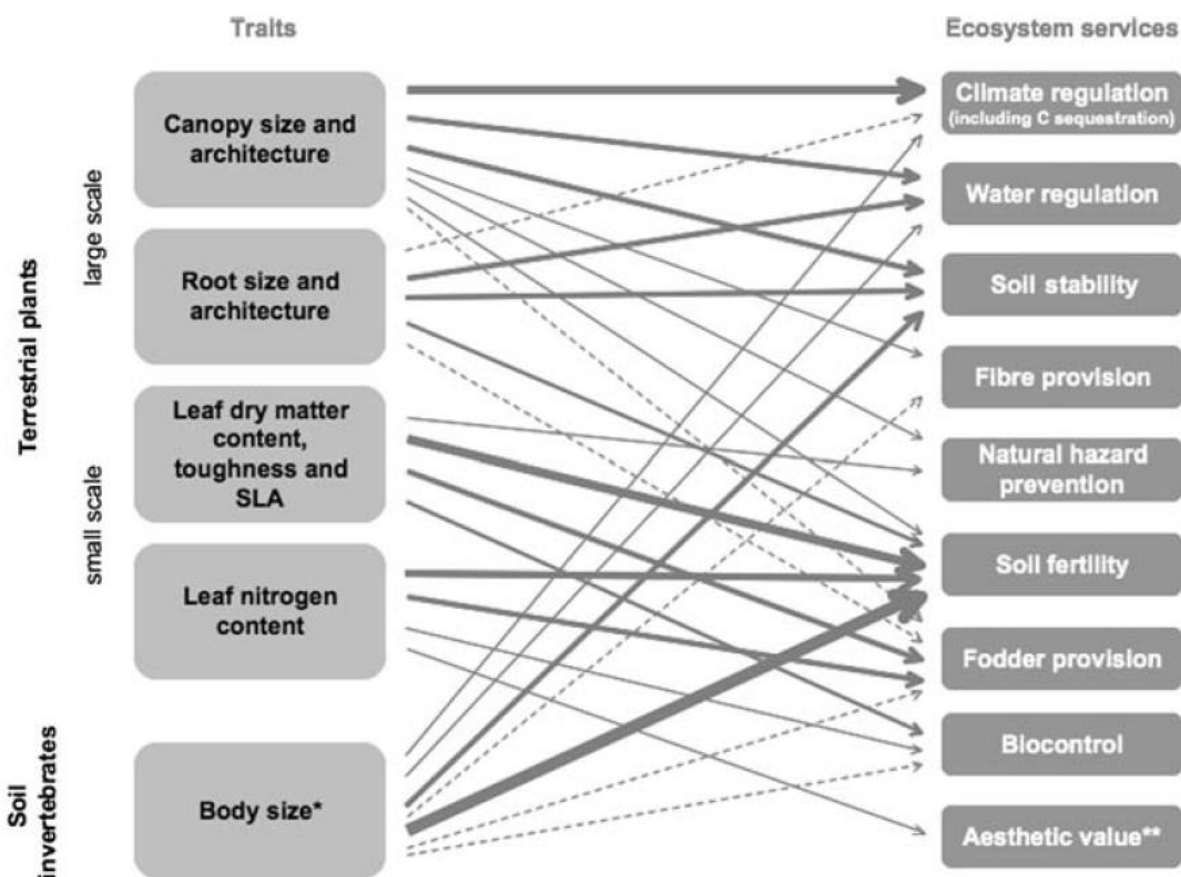 Traits
Ecosystem services
Terrestrial plants
large scale
small scale
Soil
invertebrates
Canopy size and
architecture
Root size and
architecture
Leaf dry matter
content,
toughness and
SLA
Leaf nitrogen
content
Body size*
Climate regulation
(including C sequestration)
Water regulation
Soil stability
Fibre provision
Natural hazard
prevention
Soil fertility
Fodder provision
Biocontrol
Aesthetic value**